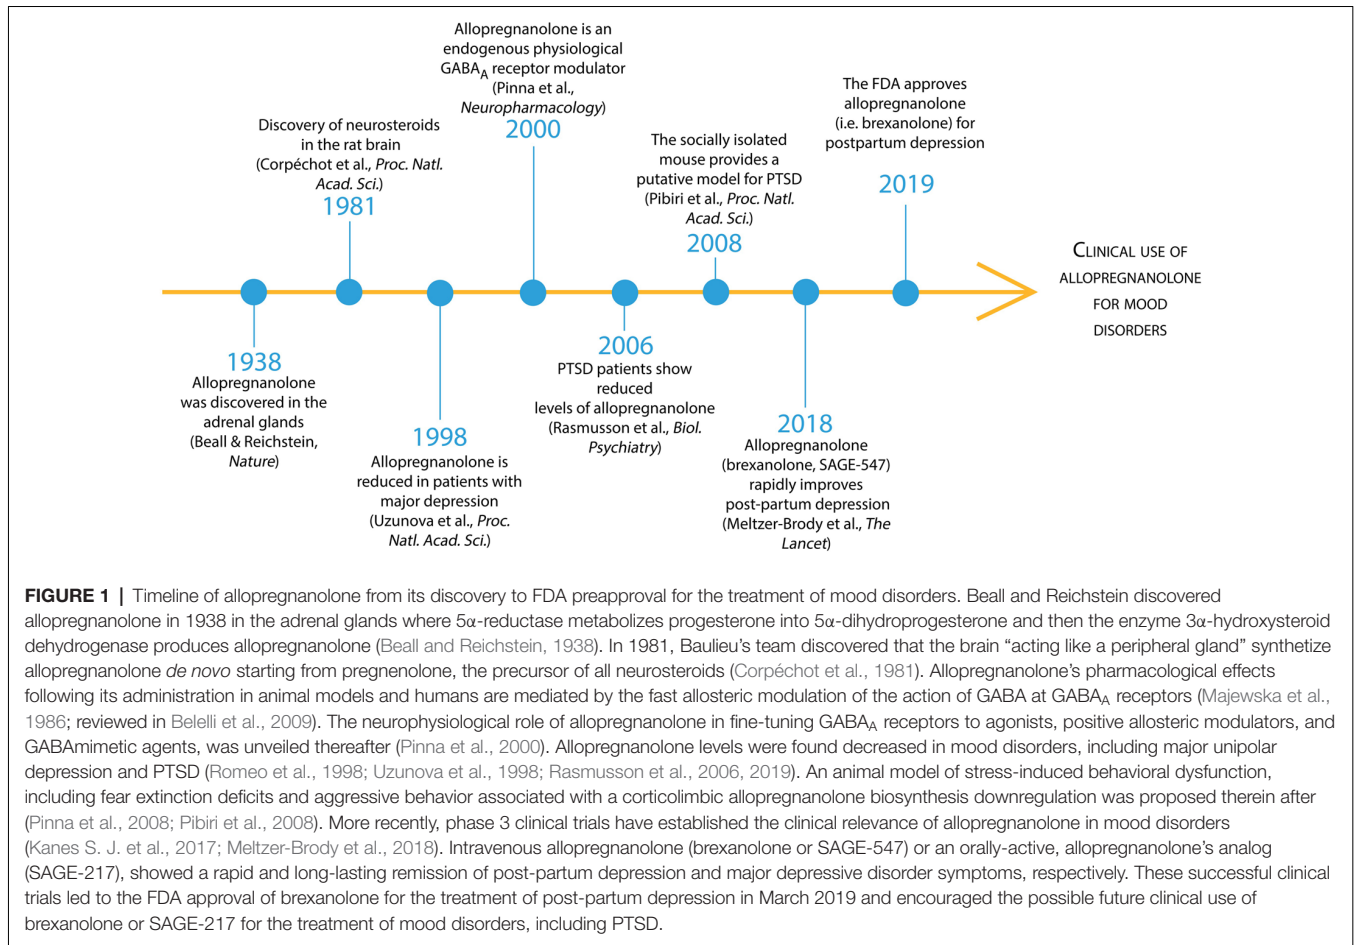 Allopregnanolone is an
endogenous physiological
GABAA receptor modulator
(Pinna et al.,
Neuropharmacology)
2000
Discovery of neurosteroids
in the rat brain
(Corpéchot et al., Proc. Natl.
Acad. Sci.)
1981
The socially isolated
mouse provides a
putative model for PTSD
(Pibiri et al., Proc. Natl.
Acad. Sci.)
2008
The FDA approves
allopregnanolone
(i.e. brexanolone) for
postpartum depression
2019
CLINICAL USE OF
ALLOPREGNANOLONE
FOR MOOD
DISORDERS
1938
Allopregnanolone
was discovered in the
adrenal glands
(Beall & Reichstein,
Nature)
1998
Allopregnanolone is
reduced in patients with
major depression
(Uzunova et al., Proc.
Natl. Acad. Sci.)
2006
PTSD patients show
reduced
levels of allopregnanolone
(Rasmusson et al., Biol.
Psychiatry)
2018
Allopregnanolone
(brexanolone, SAGE-547)
rapidly improves
post-partum depression
(Meltzer-Brody et al., The
Lancet)
FIGURE 1 | Timeline of allopregnanolone from its discovery to FDA preapproval for the treatment of mood disorders. Beall and Reichstein discovered
allopregnanolone in 1938 in the adrenal glands where 5α-reductase metabolizes progesterone into 5α-dihydroprogesterone and then the enzyme 3α-hydroxysteroid
dehydrogenase produces allopregnanolone (Beall and Reichstein, 1938). In 1981, Baulieu's team discovered that the brain "acting like a peripheral gland" synthetize
allopregnanolone de novo starting from pregnenolone, the precursor of all neurosteroids (Corpéchot et al., 1981). Allopregnanolone's pharmacological effects
following its administration in animal models and humans are mediated by the fast allosteric modulation of the action of GABA at GABAA receptors (Majewska et al.,
1986; reviewed in Belelli et al., 2009). The neurophysiological role of allopregnanolone in fine-tuning GABAA receptors to agonists, positive allosteric modulators, and
GABAmimetic agents, was unveiled thereafter (Pinna et al., 2000). Allopregnanolone levels were found decreased in mood disorders, including major unipolar
depression and PTSD (Romeo et al., 1998; Uzunova et al., 1998; Rasmusson et al., 2006, 2019). An animal model of stress-induced behavioral dysfunction,
including fear extinction deficits and aggressive behavior associated with a corticolimbic allopregnanolone biosynthesis downregulation was proposed therein after
(Pinna et al., 2008; Pibiri et al., 2008). More recently, phase 3 clinical trials have established the clinical relevance of allopregnanolone in mood disorders
(Kanes S. J. et al., 2017; Meltzer-Brody et al., 2018). Intravenous allopregnanolone (brexanolone or SAGE-547) or an orally-active, allopregnanolone's analog
(SAGE-217), showed a rapid and long-lasting remission of post-partum depression and major depressive disorder symptoms, respectively. These successful clinical
trials led to the FDA approval of brexanolone for the treatment of post-partum depression in March 2019 and encouraged the possible future clinical use of
brexanolone or SAGE-217 for the treatment of mood disorders, including PTSD.